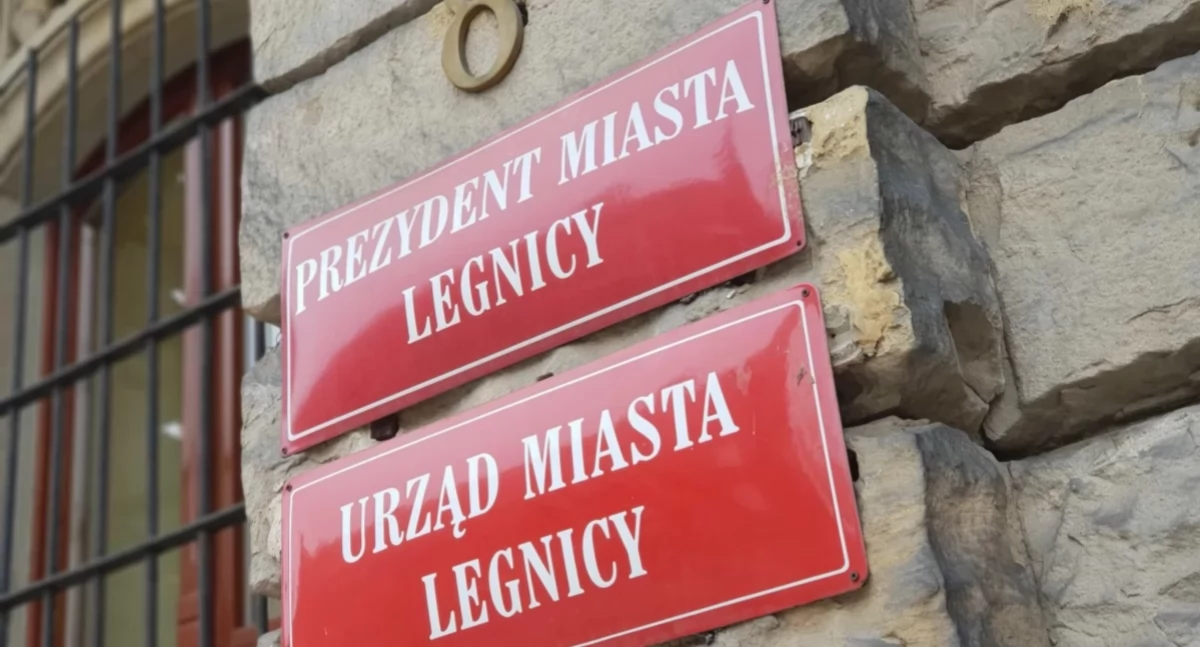 PREZYDENT MIASTA
LEGNICY
URZĄD MIASTA
LEGNICY